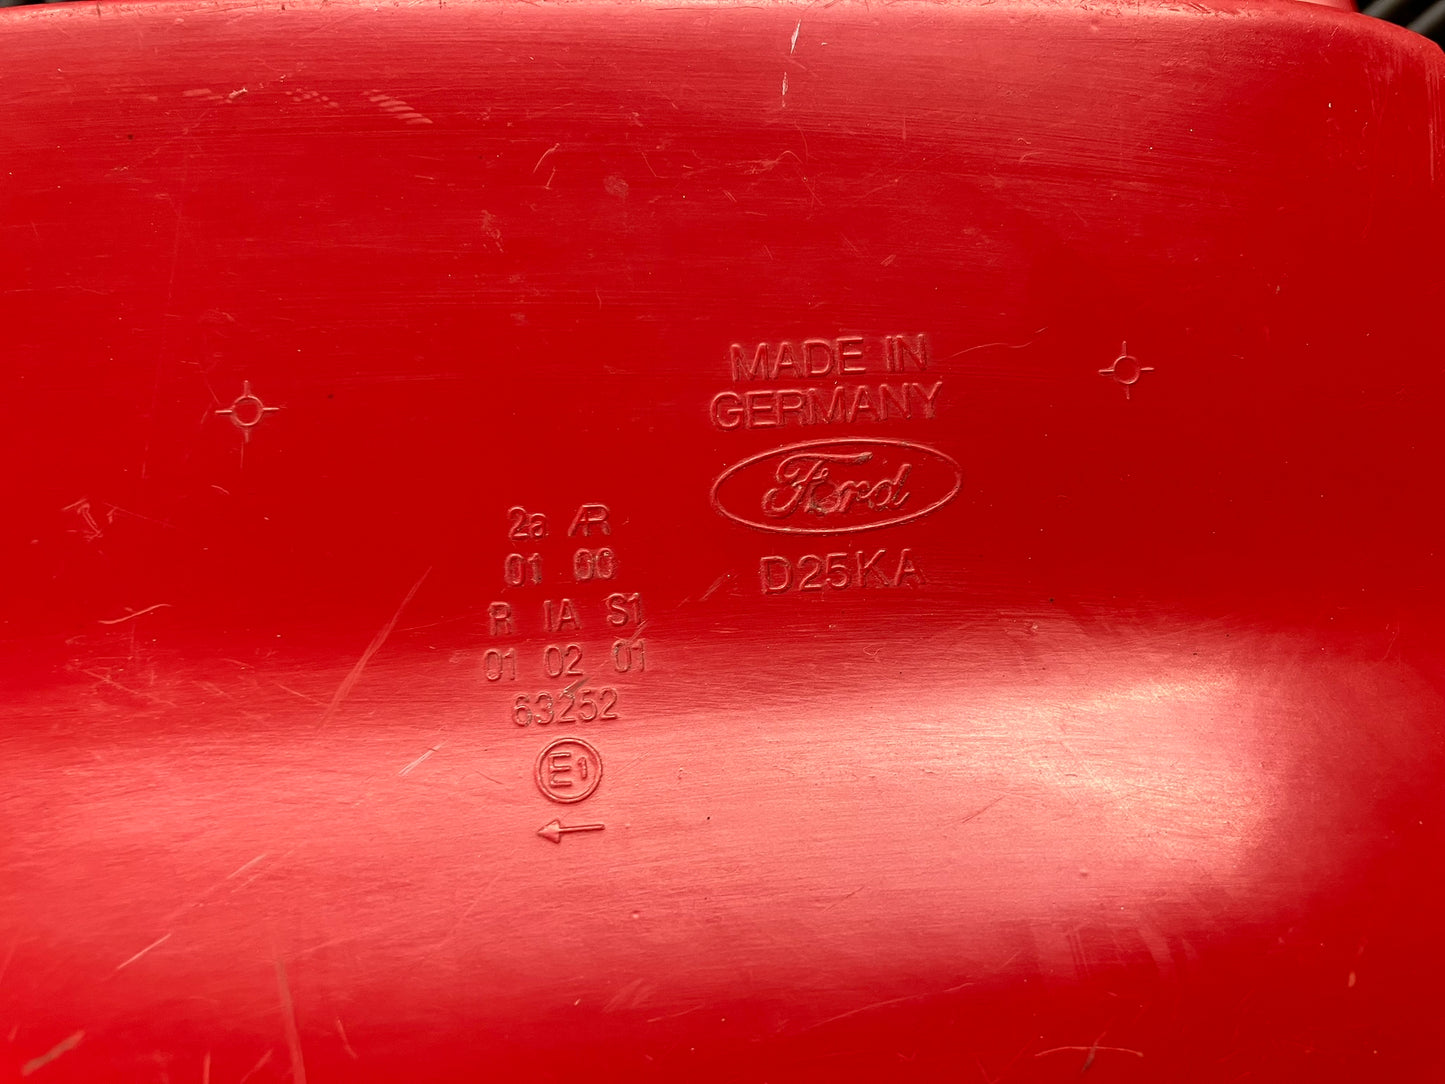 MADE IN
GERMANY
Ford
D25KA
2a AR
01 00
R IA S1
01 02 01
63252
E1